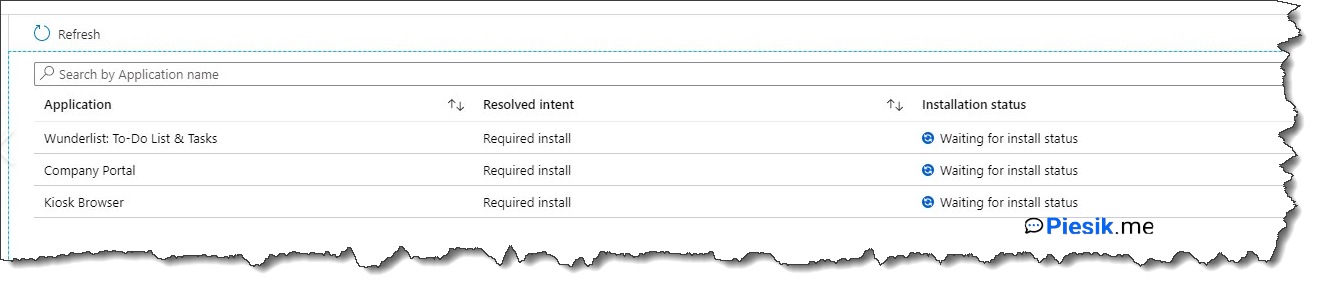 Refresh
Search by Application name
Application Resolved intent Installation status
Wunderlist: To-Do List & Tasks Required install Waiting for install status
Company Portal Required install Waiting for install status
Kiosk Browser Required install Waiting for install status
Piesik.me